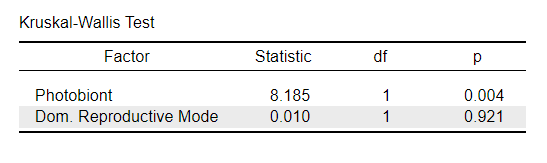 Kruskal-Wallis Test
Factor Statistic df p
Photobiont 8.185 1 0.004
Dom. Reproductive Mode 0.010 1 0.921